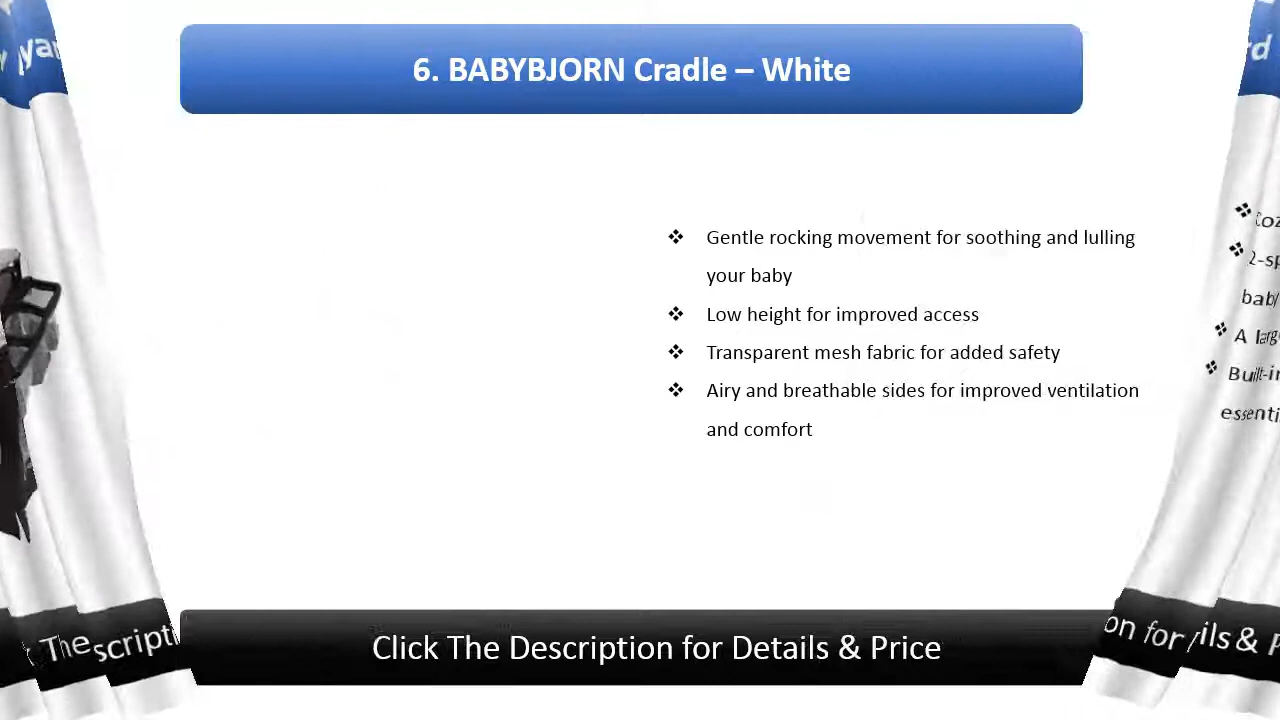 6. BABYBJORN Cradle – White
❖ Gentle rocking movement for soothing and lulling
your baby
❖ Low height for improved access
❖ Transparent mesh fabric for added safety
❖ Airy and breathable sides for improved ventilation
and comfort
Click The Description for Details & Price
The